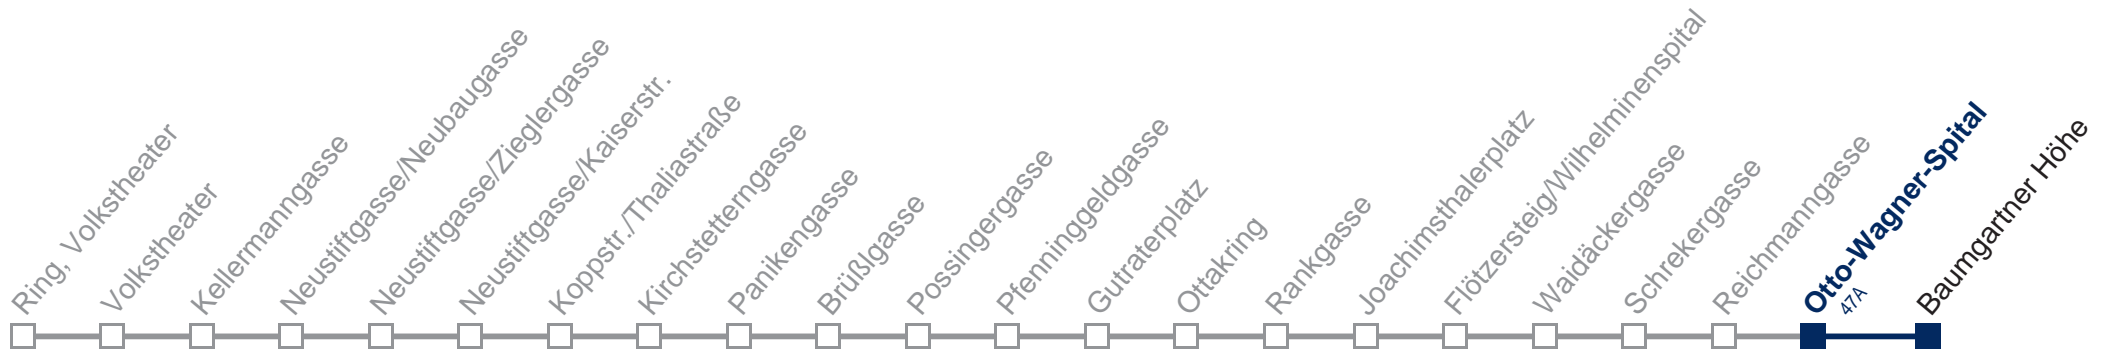 Ring, Volkstheater
Volkstheater
Kellermanngasse
Neustiftgasse/Neubaugasse
Neustiftgasse/Zieglergasse
Neustiftgasse/Kaiserstr.
Koppstr./Thaliastraße
Kirchstetterngasse
Panikengasse
Brüßlgasse
Possingergasse
Pfenninggeldgasse
Gutraterplatz
Ottakring
Rankgasse
Joachimsthalerplatz
Flötzersteig/Wilhelminenspital
Waidäckergasse
Schrekergasse
Reichmanngasse
Otto-Wagner-Spital
47A
Baumgartner Höhe